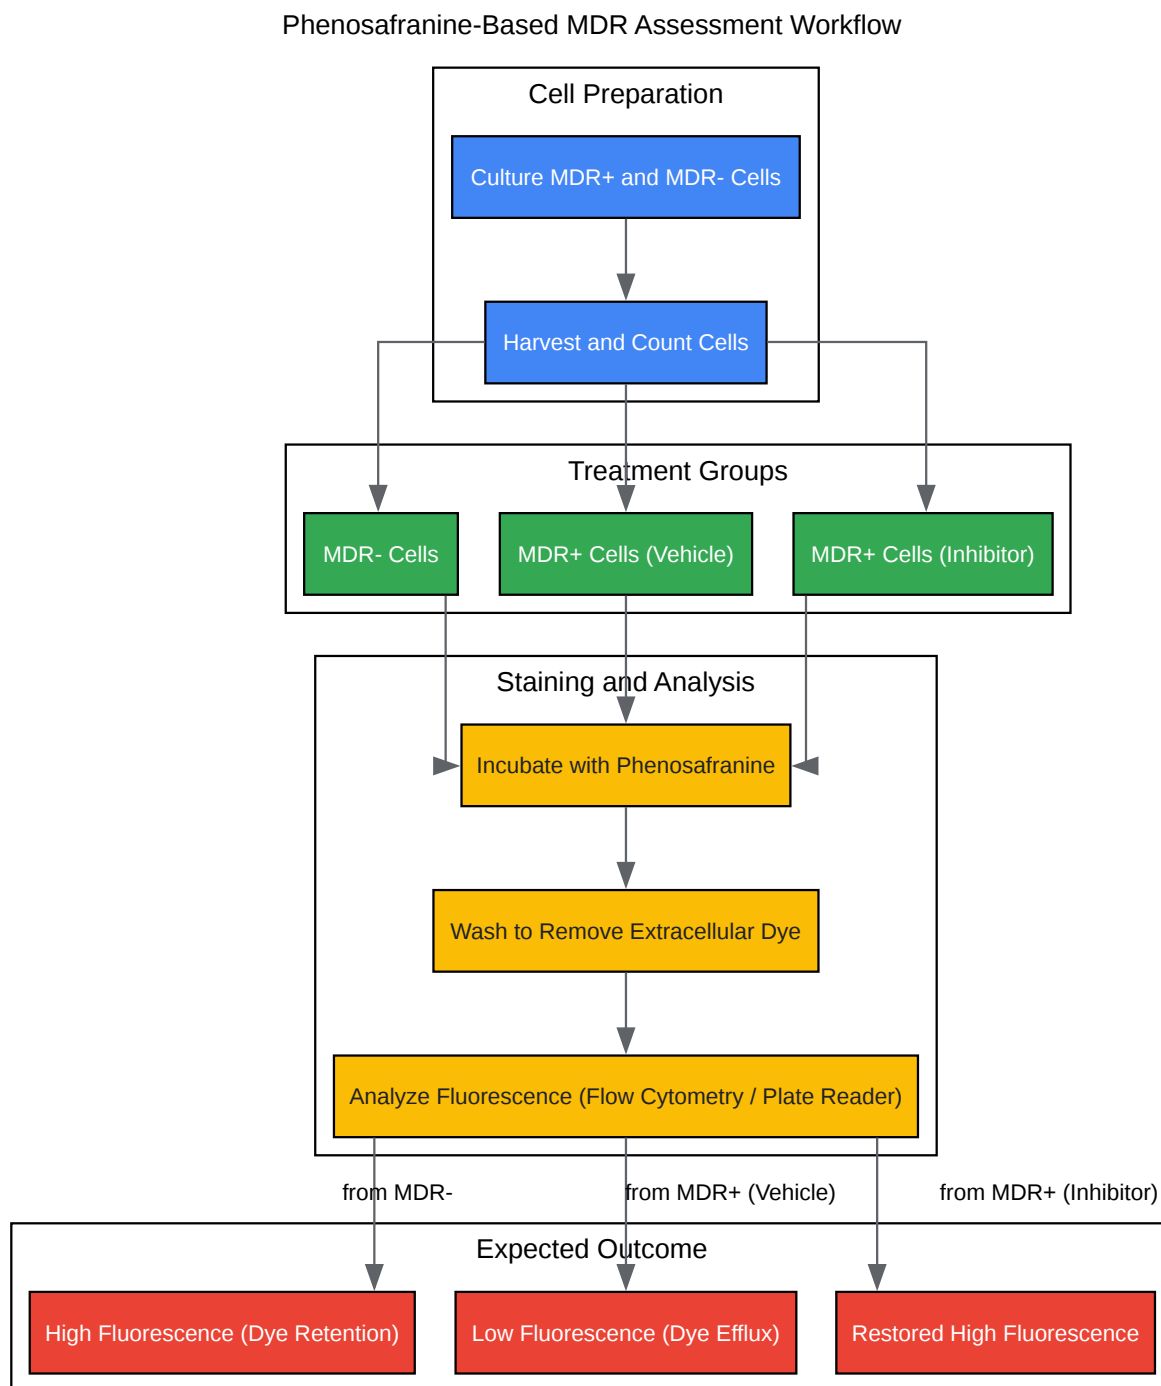 Phenosafranine-Based MDR Assessment Workflow
Cell Preparation
Culture MDR+ and MDR- Cells
Harvest and Count Cells
Treatment Groups
MDR- Cells
MDR+ Cells (Vehicle)
MDR+ Cells (Inhibitor)
Staining and Analysis
Incubate with Phenosafranine
Wash to Remove Extracellular Dye
Analyze Fluorescence (Flow Cytometry / Plate Reader)
from MDR-
from MDR+ (Vehicle)
from MDR+ (Inhibitor)
Expected Outcome
High Fluorescence (Dye Retention)
Low Fluorescence (Dye Efflux)
Restored High Fluorescence